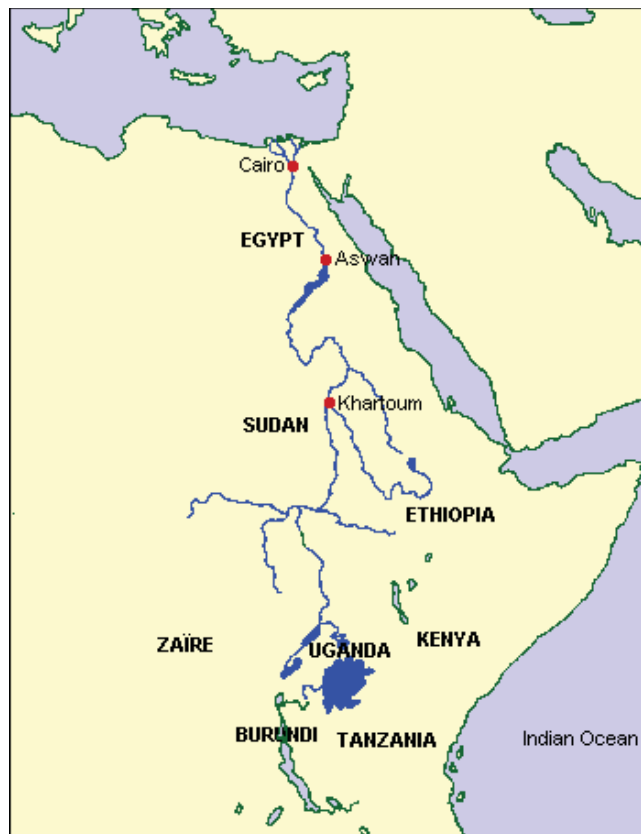 Cairo
EGYPT
Aswan
Khartoum
SUDAN
ETHIOPIA
ZAÏRE
UGANDA
KENYA
BURUNDI
TANZANIA
Indian Ocean